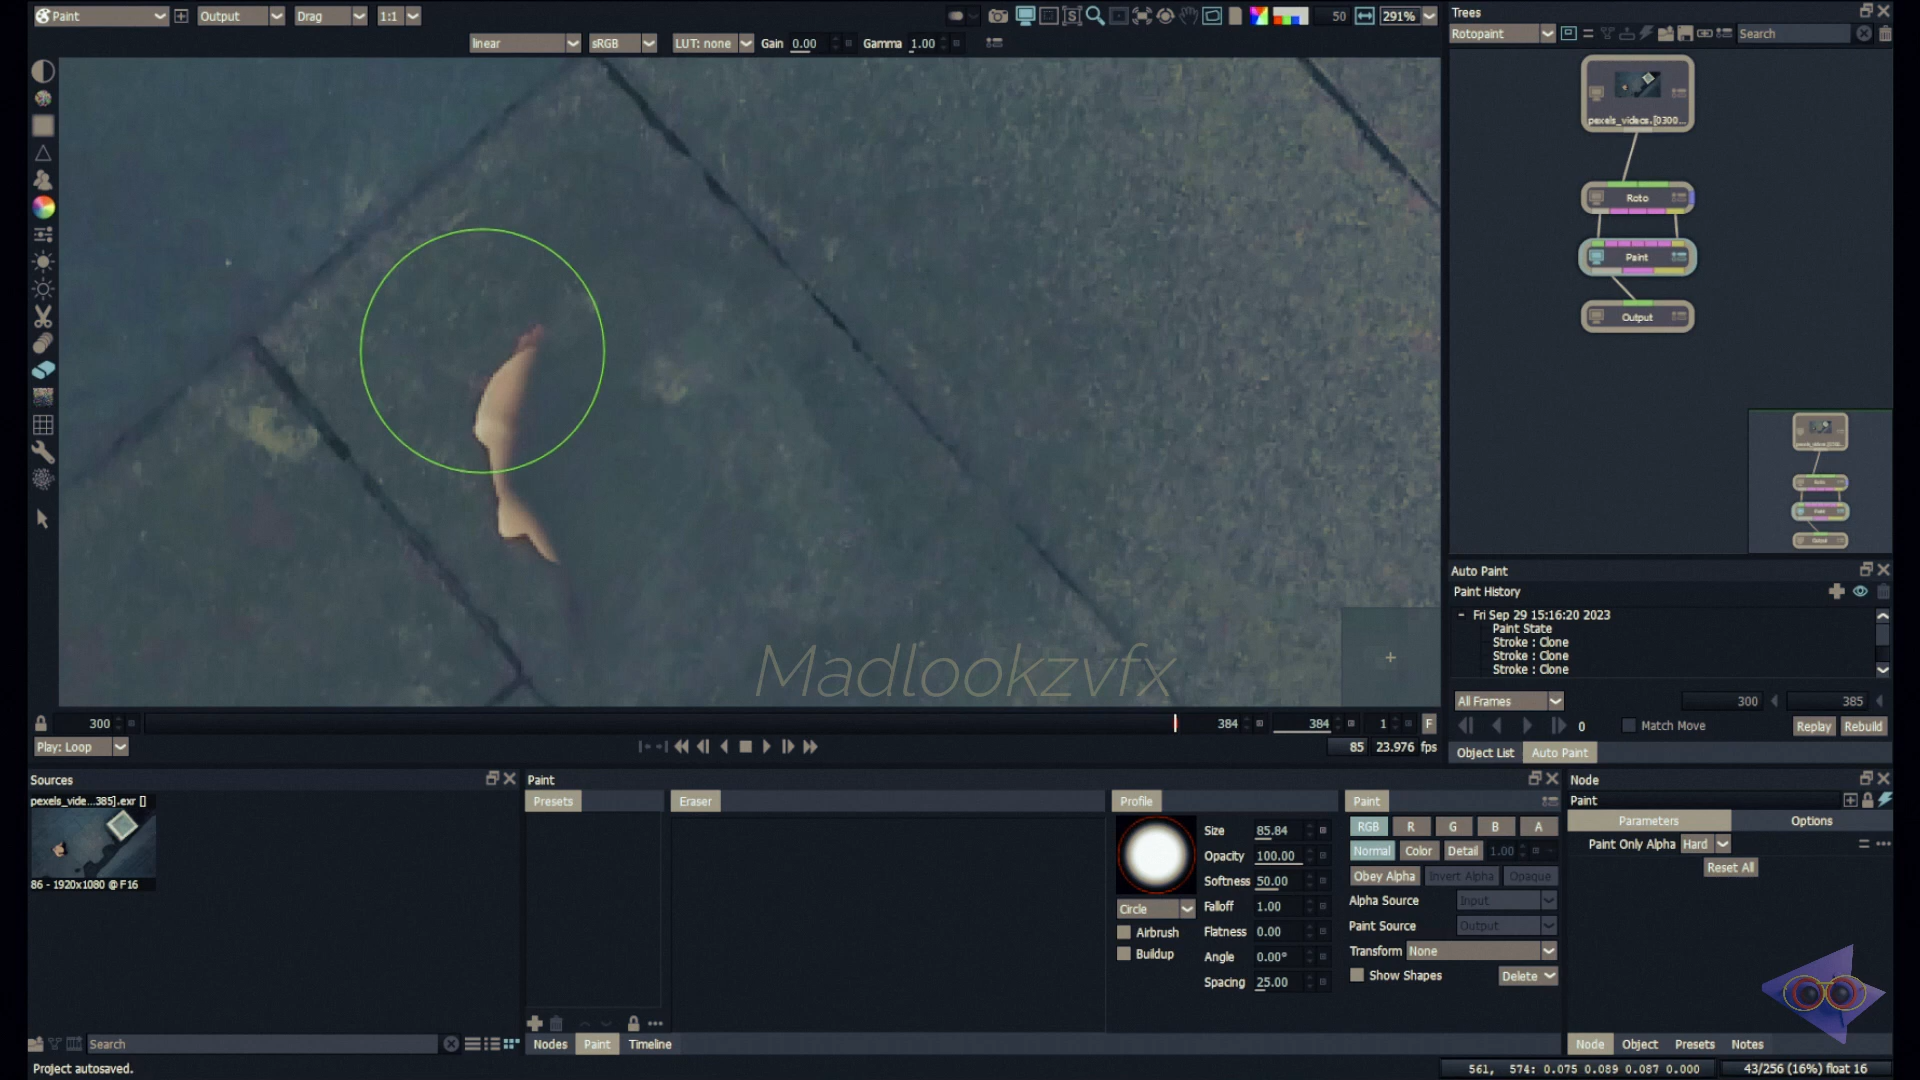 Paint Output Drag 1:1 50 291%
linear sRGB LUT: none Gain 0.00 Gamma 1.00
Trees
Rotopaint Search
pexels_videos.[0300...
Roto
Paint
Output
Madlookzvfx
Auto Paint
Paint History
- Fri Sep 29 15:16:20 2023
Paint State
Stroke : Clone
Stroke : Clone
Stroke : Clone
All Frames 300 385
0 Match Move Replay Rebuild
Object List Auto Paint
300 384 384 1 F
Play: Loop 85 23.976 fps
Sources
pexels_vide...385].exr []
86 - 1920x1080 @ F16
Search
Project autosaved.
Paint
Presets Eraser
Nodes Paint Timeline
Profile
Size 85.84
Opacity 100.00
Softness 50.00
Circle Falloff 1.00
Airbrush Flatness 0.00
Buildup Angle 0.00°
Spacing 25.00
Paint
RGB R G B A
Normal Color Detail 1.00
Obey Alpha Invert Alpha Opaque
Alpha Source Input
Paint Source Output
Transform None
Show Shapes Delete
Node
Paint
Parameters Options
Paint Only Alpha Hard
Reset All
Node Object Presets Notes
561, 574: 0.075 0.089 0.087 0.000 43/256 (16%) float 16